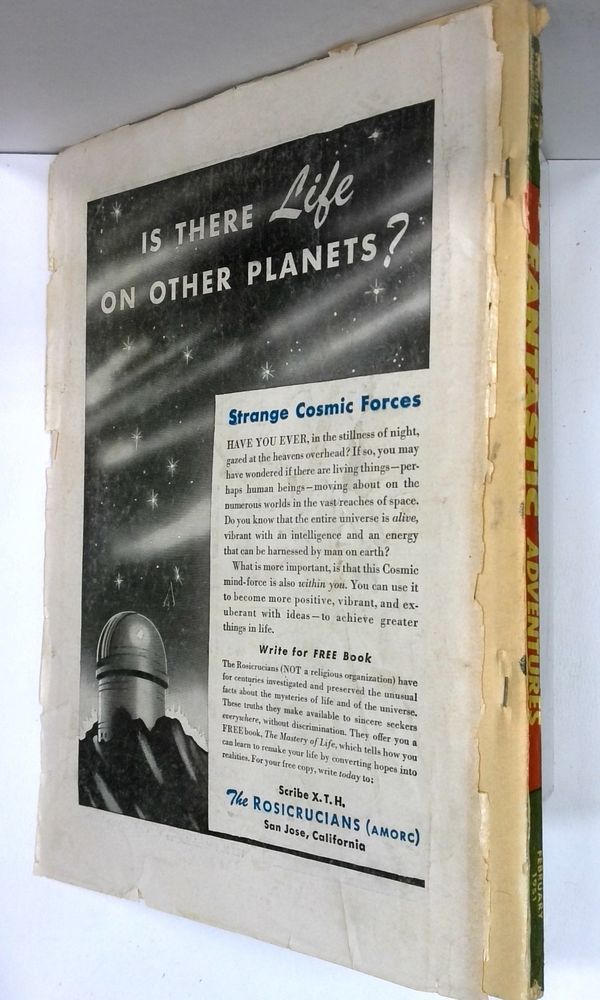 IS THERE Life
ON OTHER PLANETS?
Strange Cosmic Forces
HAVE YOU EVER, in the stillness of night,
gazed at the heavens overhead? If so, you may
have wondered if there are living things—per-
haps human beings—moving about on the
numerous worlds in the vast reaches of space.
Do you know that the entire universe is alive,
vibrant with an intelligence and an energy
that can be harnessed by man on earth?
What is more important, is that this Cosmic
mind-force is also within you. You can use it
to become more positive, vibrant, and ex-
uberant with ideas—to achieve greater
things in life.
Write for FREE Book
The Rosicrucians (NOT a religious organization) have
for centuries investigated and preserved the unusual
facts about the mysteries of life and of the universe.
These truths they make available to sincere seekers
everywhere, without discrimination. They offer you a
FREE book, The Mastery of Life, which tells how you
can learn to remake your life by converting hopes into
realities. For your free copy, write today to:
Scribe X. T. H.
The ROSICRUCIANS (AMORC)
San Jose, California
FANTASTIC ADVENTURES
FEBRUARY
1951